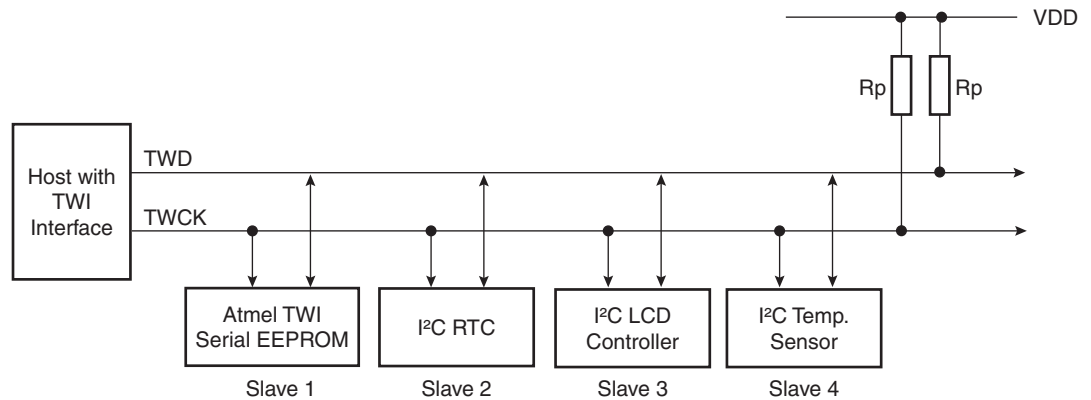 VDD
Rp
Rp
Host with
TWI
Interface
TWD
TWCK
Atmel TWI
Serial EEPROM
Slave 1
I²C RTC
Slave 2
I²C LCD
Controller
Slave 3
I²C Temp.
Sensor
Slave 4